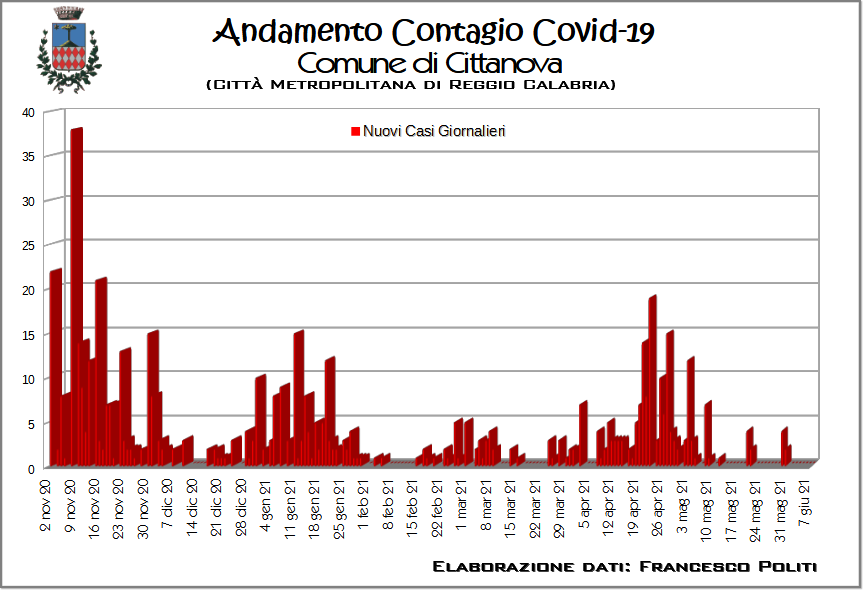 Andamento Contagio Covid-19
Comune di Cittanova
(Città Metropolitana di Reggio Calabria)
Nuovi Casi Giornalieri
40
35
30
25
20
15
10
5
0
2 nov 20
9 nov 20
16 nov 20
23 nov 20
30 nov 20
7 dic 20
14 dic 20
21 dic 20
28 dic 20
4 gen 21
11 gen 21
18 gen 21
25 gen 21
1 feb 21
8 feb 21
15 feb 21
22 feb 21
1 mar 21
8 mar 21
15 mar 21
22 mar 21
29 mar 21
5 apr 21
12 apr 21
19 apr 21
26 apr 21
3 mag 21
10 mag 21
17 mag 21
24 mag 21
31 mag 21
7 giu 21
Elaborazione dati: Francesco Politi